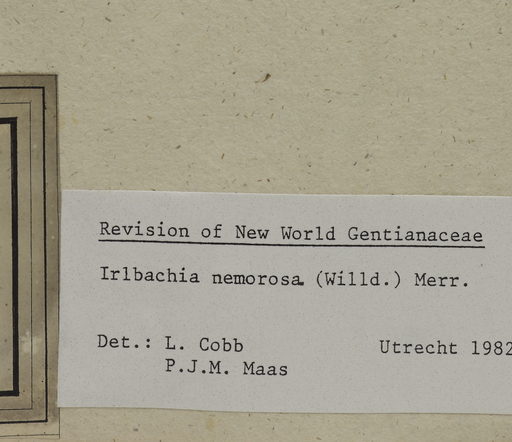 Revision of New World Gentianaceae
Irlbachia nemorosa (Willd.) Merr.
Det.: L. Cobb Utrecht 1982
P.J.M. Maas